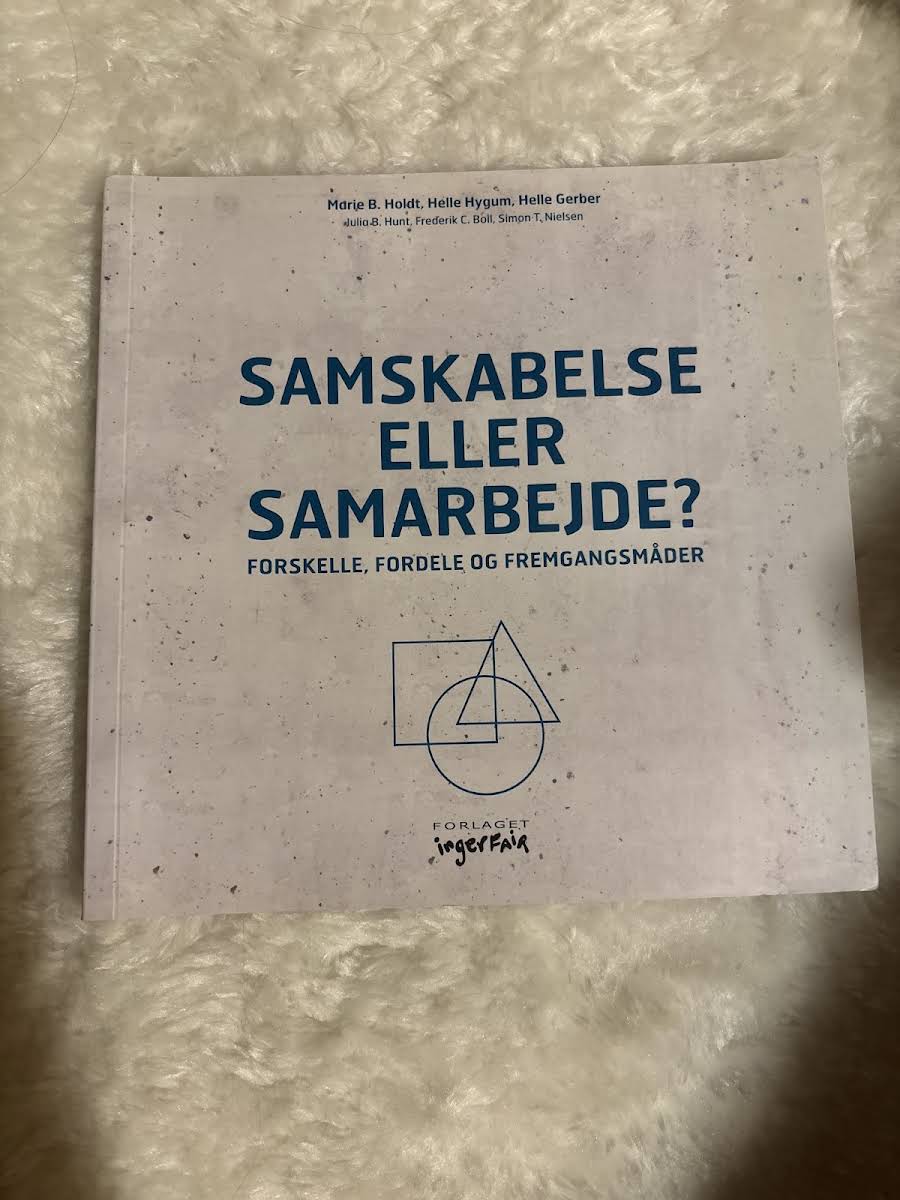 Marie B. Holdt, Helle Hygum, Helle Gerber
Julia B. Hunt, Frederik C. Boll, Simon T. Nielsen
SAMSKABELSE
ELLER
SAMARBEJDE?
FORSKELLE, FORDELE OG FREMGANGSMÅDER
FORLAGET
ingerFAIR